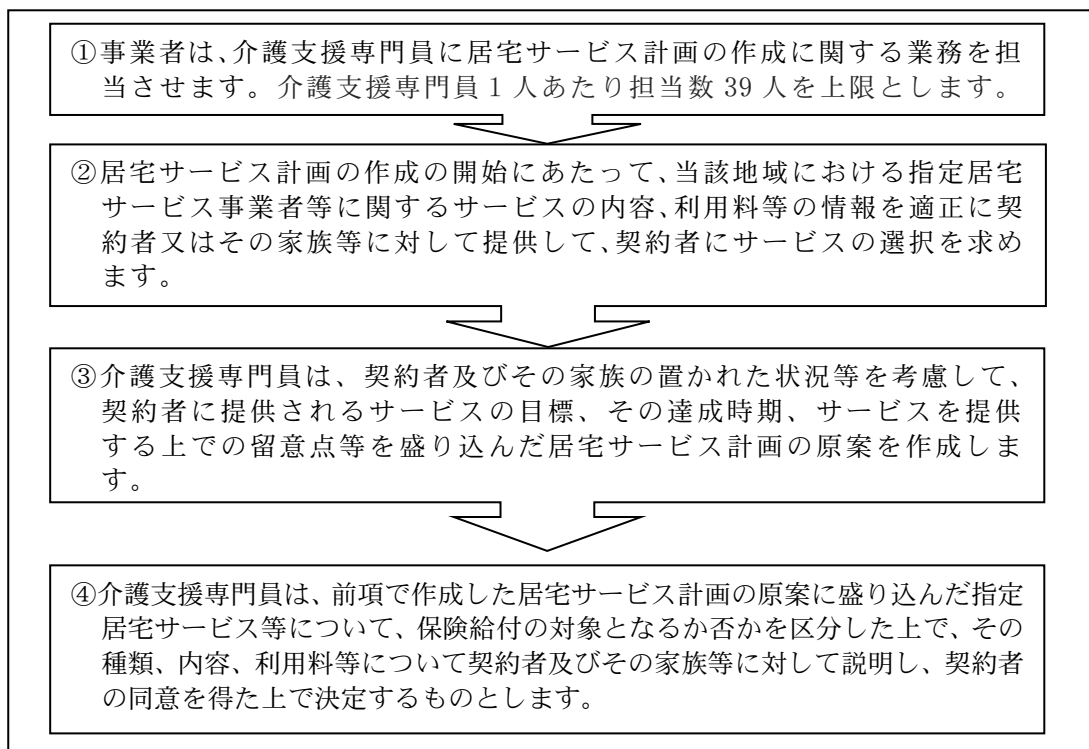 ①事業者は、介護支援専門員に居宅サービス計画の作成に関する業務を担
当させます。介護支援専門員1人あたり担当数39人を上限とします。
②居宅サービス計画の作成の開始にあたって、当該地域における指定居宅
サービス事業者等に関するサービスの内容、利用料等の情報を適正に契
約者又はその家族等に対して提供して、契約者にサービスの選択を求め
ます。
③介護支援専門員は、契約者及びその家族の置かれた状況等を考慮して、
契約者に提供されるサービスの目標、その達成時期、サービスを提供
する上での留意点等を盛り込んだ居宅サービス計画の原案を作成しま
す。
④介護支援専門員は、前項で作成した居宅サービス計画の原案に盛り込んだ指定
居宅サービス等について、保険給付の対象となるか否かを区分した上で、その
種類、内容、利用料等について契約者及びその家族等に対して説明し、契約者
の同意を得た上で決定するものとします。